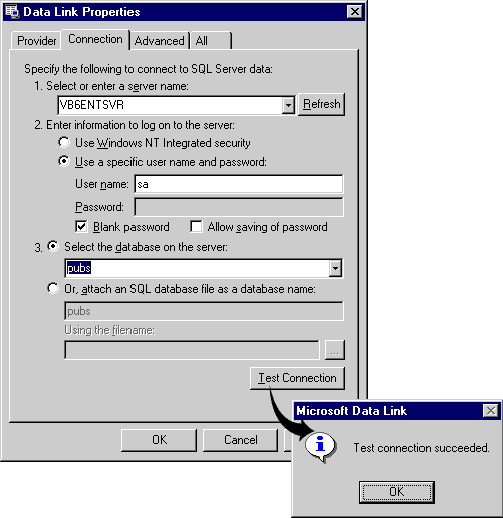 Data Link Properties
Provider Connection Advanced All
Specify the following to connect to SQL Server data:
1. Select or enter a server name:
VB6ENTSVR Refresh
2. Enter information to log on to the server:
Use Windows NT Integrated security
Use a specific user name and password:
User name: sa
Password:
Blank password Allow saving of password
3. Select the database on the server:
pubs
Or, attach an SQL database file as a database name:
pubs
Using the filename:
...
Test Connection
OK Cancel
Microsoft Data Link
Test connection succeeded.
OK